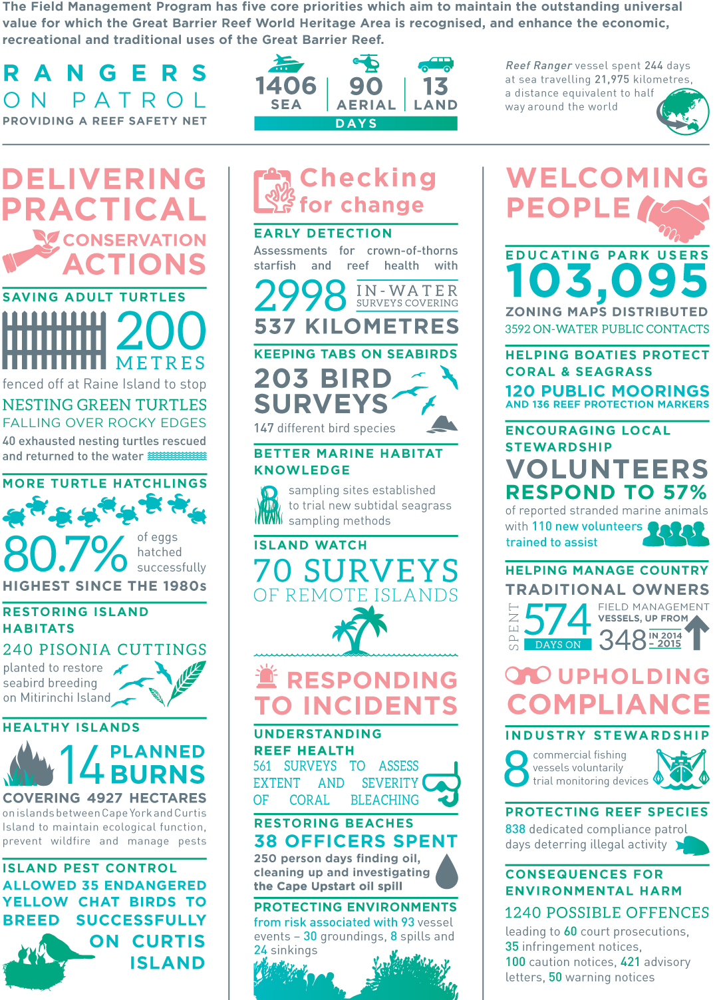 The Field Management Program has five core priorities which aim to maintain the outstanding universal
value for which the Great Barrier Reef World Heritage Area is recognised, and enhance the economic,
recreational and traditional uses of the Great Barrier Reef.
RANGERS
ON PATROL
PROVIDING A REEF SAFETY NET
1406
SEA
90
AERIAL
13
LAND
DAYS
Reef Ranger vessel spent 244 days
at sea travelling 21,975 kilometres,
a distance equivalent to half
way around the world
DELIVERING
PRACTICAL
CONSERVATION
ACTIONS
SAVING ADULT TURTLES
200
METRES
fenced off at Raine Island to stop
NESTING GREEN TURTLES
FALLING OVER ROCKY EDGES
40 exhausted nesting turtles rescued
and returned to the water
MORE TURTLE HATCHLINGS
80.7%
of eggs
hatched
successfully
HIGHEST SINCE THE 1980s
RESTORING ISLAND
HABITATS
240 PISONIA CUTTINGS
planted to restore
seabird breeding
on Mitirinchi Island
HEALTHY ISLANDS
14 PLANNED
BURNS
COVERING 4927 HECTARES
on islands between Cape York and Curtis
Island to maintain ecological function,
prevent wildfire and manage pests
ISLAND PEST CONTROL
ALLOWED 35 ENDANGERED
YELLOW CHAT BIRDS TO
BREED SUCCESSFULLY
ON CURTIS
ISLAND
Checking
for change
EARLY DETECTION
Assessments for crown-of-thorns
starfish and reef health with
2998
IN-WATER
SURVEYS COVERING
537 KILOMETRES
KEEPING TABS ON SEABIRDS
203 BIRD
SURVEYS
147 different bird species
BETTER MARINE HABITAT
KNOWLEDGE
8
sampling sites established
to trial new subtidal seagrass
sampling methods
ISLAND WATCH
70 SURVEYS
OF REMOTE ISLANDS
RESPONDING
TO INCIDENTS
UNDERSTANDING
REEF HEALTH
561 SURVEYS TO ASSESS
EXTENT AND SEVERITY
OF CORAL BLEACHING
RESTORING BEACHES
38 OFFICERS SPENT
250 person days finding oil,
cleaning up and investigating
the Cape Upstart oil spill
PROTECTING ENVIRONMENTS
from risk associated with 93 vessel
events – 30 groundings, 8 spills and
24 sinkings
WELCOMING
PEOPLE
EDUCATING PARK USERS
103,095
ZONING MAPS DISTRIBUTED
3592 ON-WATER PUBLIC CONTACTS
HELPING BOATIES PROTECT
CORAL & SEAGRASS
120 PUBLIC MOORINGS
AND 136 REEF PROTECTION MARKERS
ENCOURAGING LOCAL
STEWARDSHIP
VOLUNTEERS
RESPOND TO 57%
of reported stranded marine animals
with 110 new volunteers
trained to assist
HELPING MANAGE COUNTRY
TRADITIONAL OWNERS
SPENT
574
DAYS ON
FIELD MANAGEMENT
VESSELS, UP FROM
348
IN 2014
– 2015
UPHOLDING
COMPLIANCE
INDUSTRY STEWARDSHIP
8
commercial fishing
vessels voluntarily
trial monitoring devices
PROTECTING REEF SPECIES
838 dedicated compliance patrol
days deterring illegal activity
CONSEQUENCES FOR
ENVIRONMENTAL HARM
1240 POSSIBLE OFFENCES
leading to 60 court prosecutions,
35 infringement notices,
100 caution notices, 421 advisory
letters, 50 warning notices